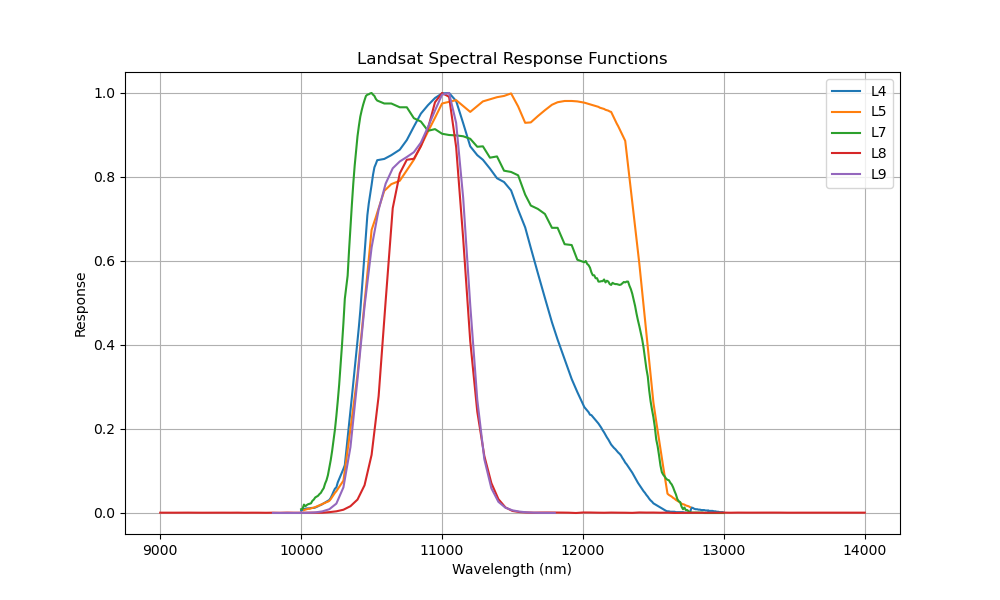 Landsat Spectral Response Functions
1.0
0.8
0.6
0.4
0.2
0.0
Response
L4
L5
L7
L8
L9
9000 10000 11000 12000 13000 14000
Wavelength (nm)